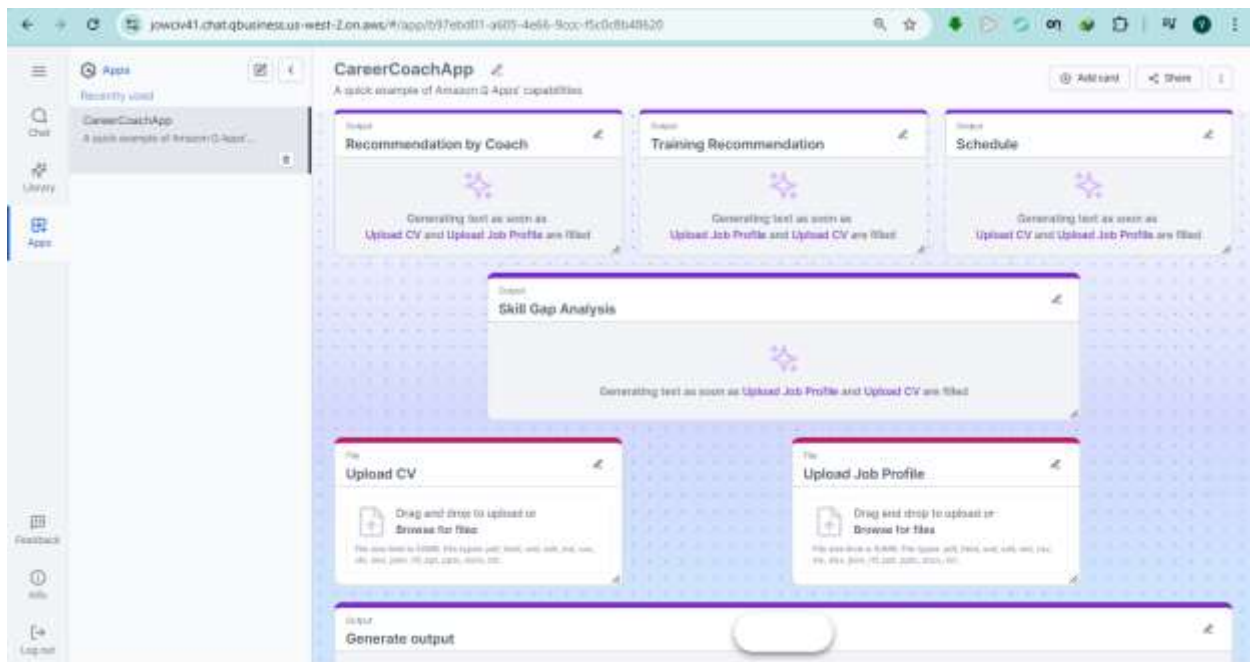 Apps
Recently used
CareerCoachApp
A quick example of Amazon Q Apps'...
Chat
Library
Apps
Feedback
Info
Log out
CareerCoachApp
A quick example of Amazon Q Apps' capabilities
Add card
Share
Output
Recommendation by Coach
Generating text as soon as
Upload CV and Upload Job Profile are filled
Output
Training Recommendation
Generating text as soon as
Upload Job Profile and Upload CV are filled
Output
Schedule
Generating text as soon as
Upload CV and Upload Job Profile are filled
Output
Skill Gap Analysis
Generating text as soon as Upload Job Profile and Upload CV are filled
File
Upload CV
Drag and drop to upload or
Browse for files
File
Upload Job Profile
Drag and drop to upload or
Browse for files
Output
Generate output